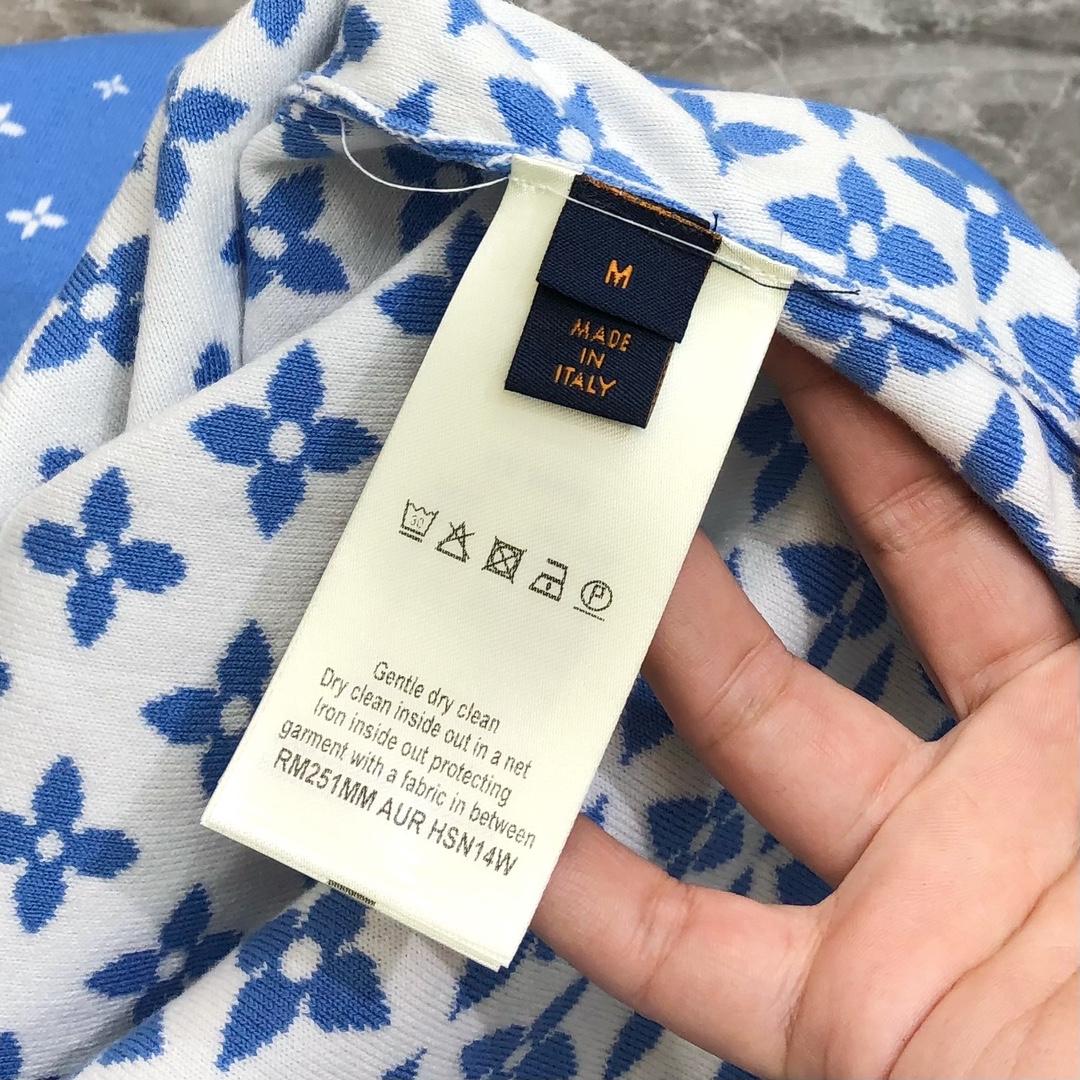 M
MADE
IN
ITALY
30
P
Gentle dry clean
Dry clean inside out in a net
Iron inside out protecting
garment with a fabric in between
RM251MM AUR HSN14W